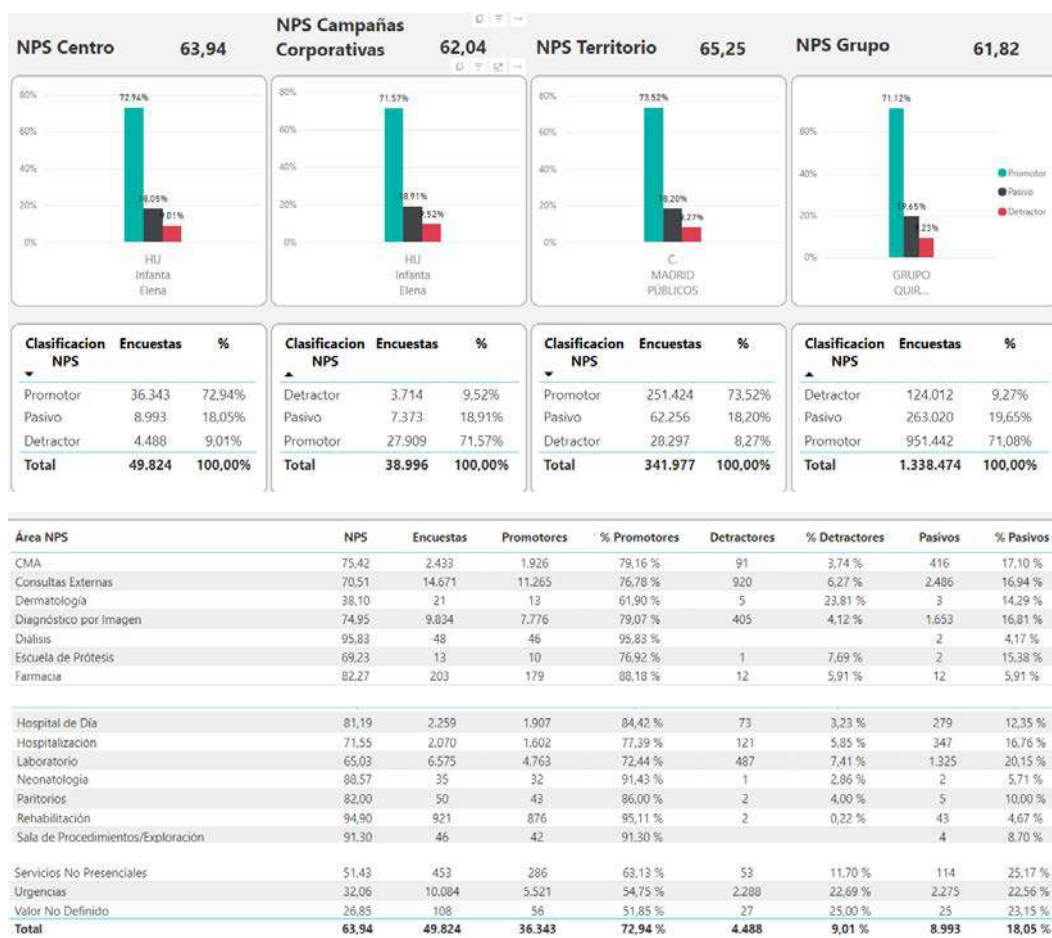 NPS Centro 63,94
NPS Campañas
Corporativas 62,04
NPS Territorio 65,25
NPS Grupo 61,82
80%
60%
40%
20%
0%
72.94%
18.05%
9.01%
HU
Infanta
Elena
80%
60%
40%
20%
0%
71.57%
18.91%
9.52%
HU
Infanta
Elena
80%
60%
40%
20%
0%
73.52%
18.20%
8.27%
C.
MADRID
PÚBLICOS
60%
40%
20%
0%
71.12%
19.65%
9.23%
GRUPO
QUIR...
Promotor
Pasivo
Detractor
Clasificacion Encuestas %
NPS
Promotor 36.343 72,94%
Pasivo 8.993 18,05%
Detractor 4.488 9,01%
Total 49.824 100,00%
Clasificacion Encuestas %
NPS
Detractor 3.714 9,52%
Pasivo 7.373 18,91%
Promotor 27.909 71,57%
Total 38.996 100,00%
Clasificacion Encuestas %
NPS
Promotor 251.424 73,52%
Pasivo 62.256 18,20%
Detractor 28.297 8,27%
Total 341.977 100,00%
Clasificacion Encuestas %
NPS
Detractor 124.012 9,27%
Pasivo 263.020 19,65%
Promotor 951.442 71,08%
Total 1.338.474 100,00%
Área NPS NPS Encuestas Promotores % Promotores Detractores % Detractores Pasivos % Pasivos
CMA 75,42 2.433 1.926 79,16 % 91 3,74 % 416 17,10 %
Consultas Externas 70,51 14.671 11.265 76,78 % 920 6,27 % 2.486 16,94 %
Dermatología 38,10 21 13 61,90 % 5 23,81 % 3 14,29 %
Diagnóstico por Imagen 74,95 9.834 7.776 79,07 % 405 4,12 % 1.653 16,81 %
Diálisis 95,83 48 46 95,83 % 2 4,17 %
Escuela de Prótesis 69,23 13 10 76,92 % 1 7,69 % 2 15,38 %
Farmacia 82,27 203 179 88,18 % 12 5,91 % 12 5,91 %
Hospital de Día 81,19 2.259 1.907 84,42 % 73 3,23 % 279 12,35 %
Hospitalización 71,55 2.070 1.602 77,39 % 121 5,85 % 347 16,76 %
Laboratorio 65,03 6.575 4.763 72,44 % 487 7,41 % 1.325 20,15 %
Neonatología 88,57 35 32 91,43 % 1 2,86 % 2 5,71 %
Paritorios 82,00 50 43 86,00 % 2 4,00 % 5 10,00 %
Rehabilitación 94,90 921 876 95,11 % 2 0,22 % 43 4,67 %
Sala de Procedimientos/Exploración 91,30 46 42 91,30 % 4 8,70 %
Servicios No Presenciales 51,43 453 286 63,13 % 53 11,70 % 114 25,17 %
Urgencias 32,06 10.084 5.521 54,75 % 2.288 22,69 % 2.275 22,56 %
Valor No Definido 26,85 108 56 51,85 % 27 25,00 % 25 23,15 %
Total 63,94 49.824 36.343 72,94 % 4.488 9,01 % 8.993 18,05 %